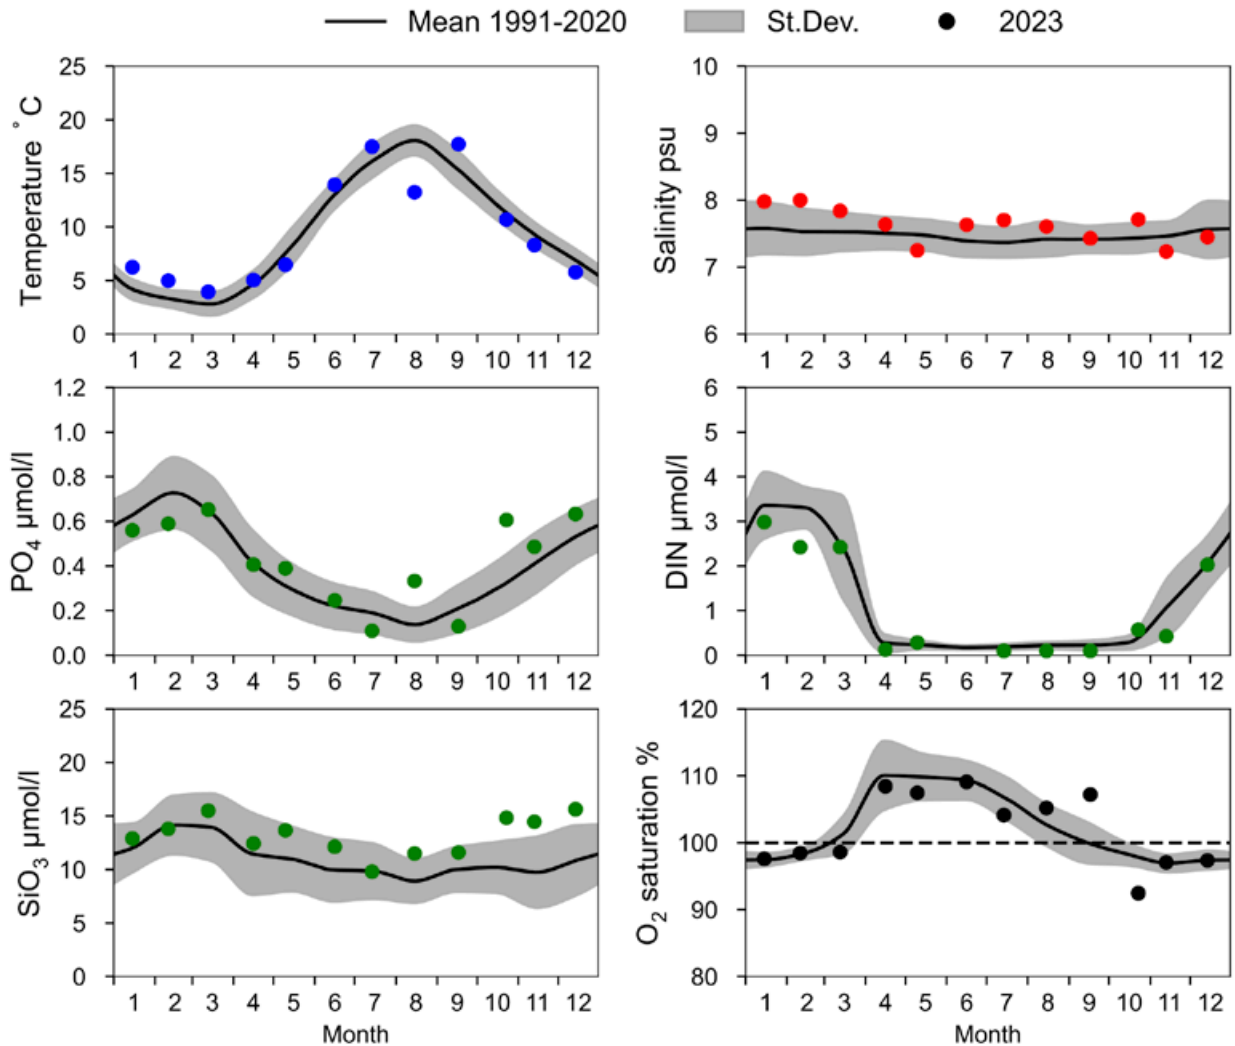 Mean 1991-2020 St.Dev. 2023
Temperature °C
25
20
15
10
5
0
1 2 3 4 5 6 7 8 9 10 11 12
Salinity psu
10
9
8
7
6
1 2 3 4 5 6 7 8 9 10 11 12
PO4 µmol/l
1.2
1.0
0.8
0.6
0.4
0.2
0.0
1 2 3 4 5 6 7 8 9 10 11 12
DIN µmol/l
6
5
4
3
2
1
0
1 2 3 4 5 6 7 8 9 10 11 12
SiO3 µmol/l
25
20
15
10
5
0
1 2 3 4 5 6 7 8 9 10 11 12
Month
O2 saturation %
120
110
100
90
80
1 2 3 4 5 6 7 8 9 10 11 12
Month